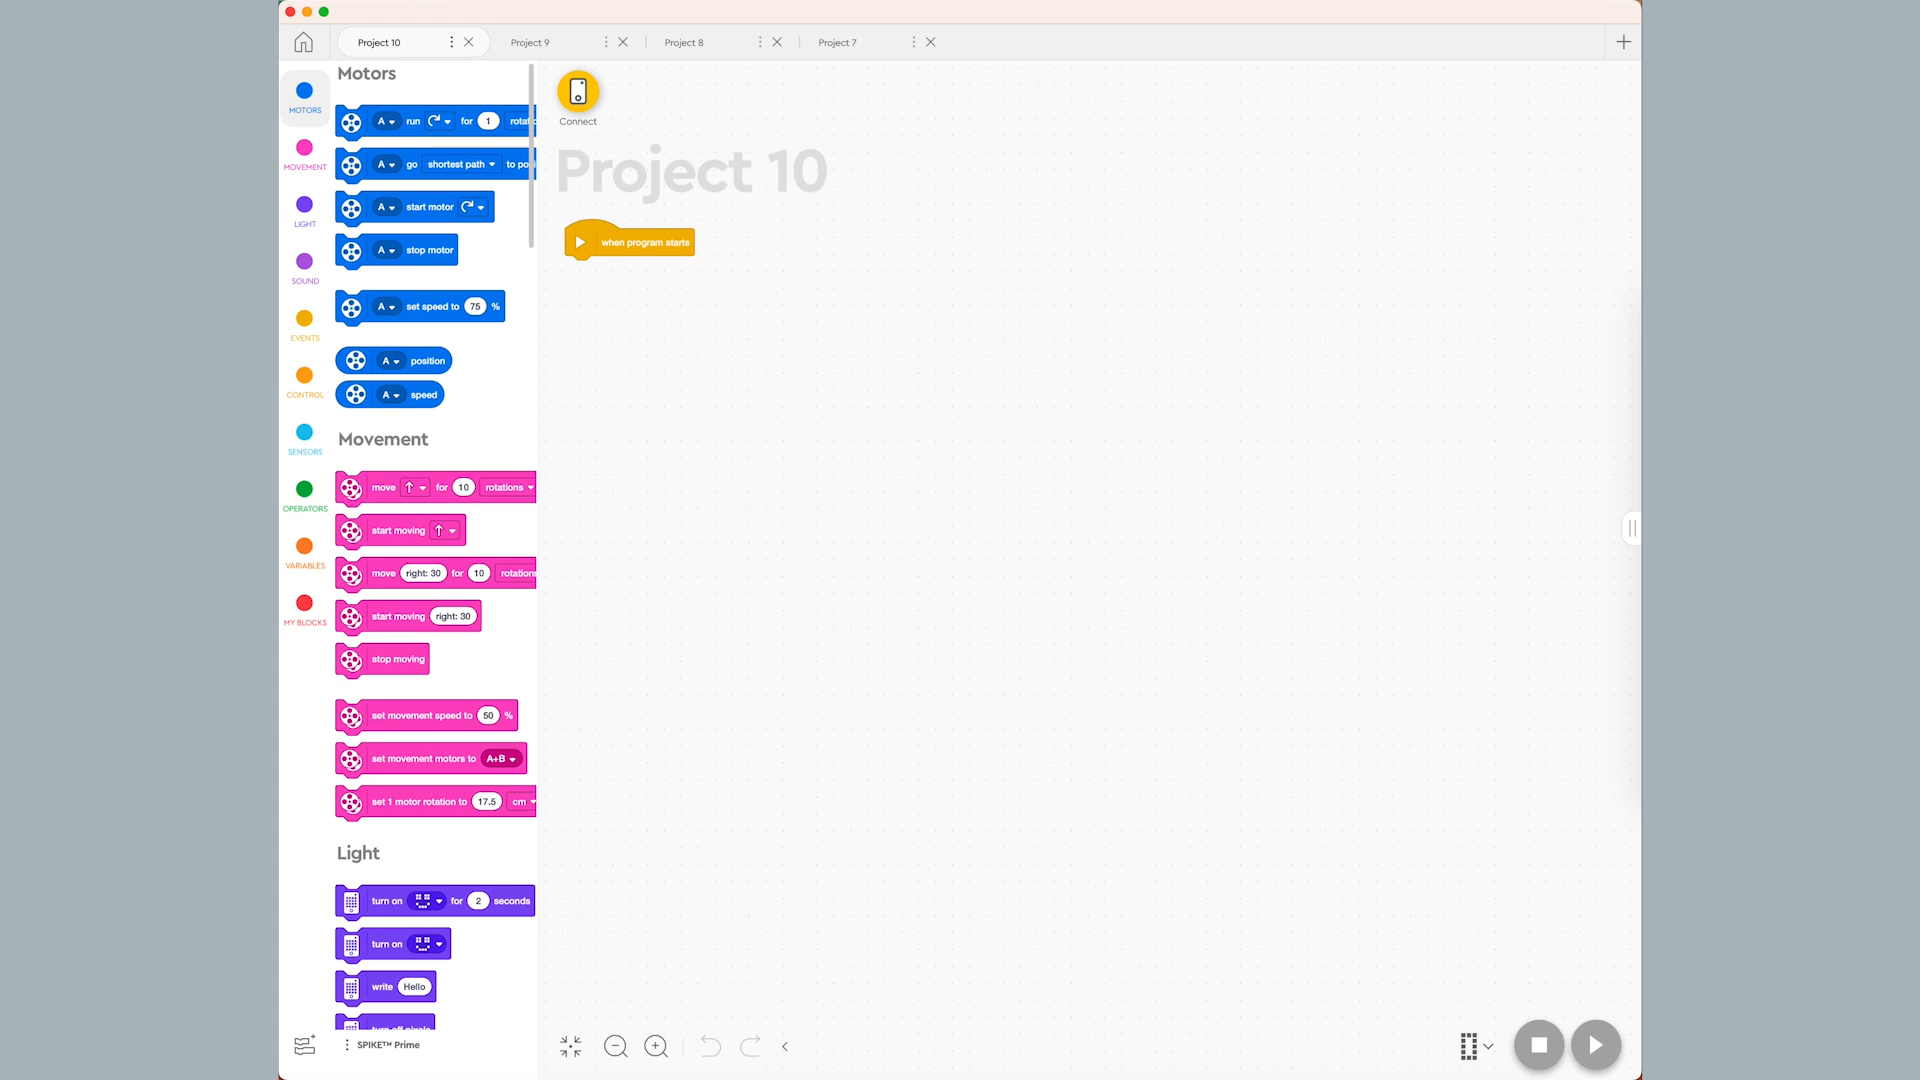 Project 10
Project 9
Project 8
Project 7
MOTORS
MOVEMENT
LIGHT
SOUND
EVENTS
CONTROL
SENSORS
OPERATORS
VARIABLES
MY BLOCKS
Motors
A run for 1
A go shortest path to
A start motor
A stop motor
A set speed to 75 %
A position
A speed
Movement
move for 10 rotations
start moving
move right: 30 for 10 rotations
start moving right: 30
stop moving
set movement speed to 50 %
set movement motors to A+B
set 1 motor rotation to 17.5 cm
Light
turn on for 2 seconds
turn on
write Hello
SPIKE™ Prime
Connect
Project 10
when program starts